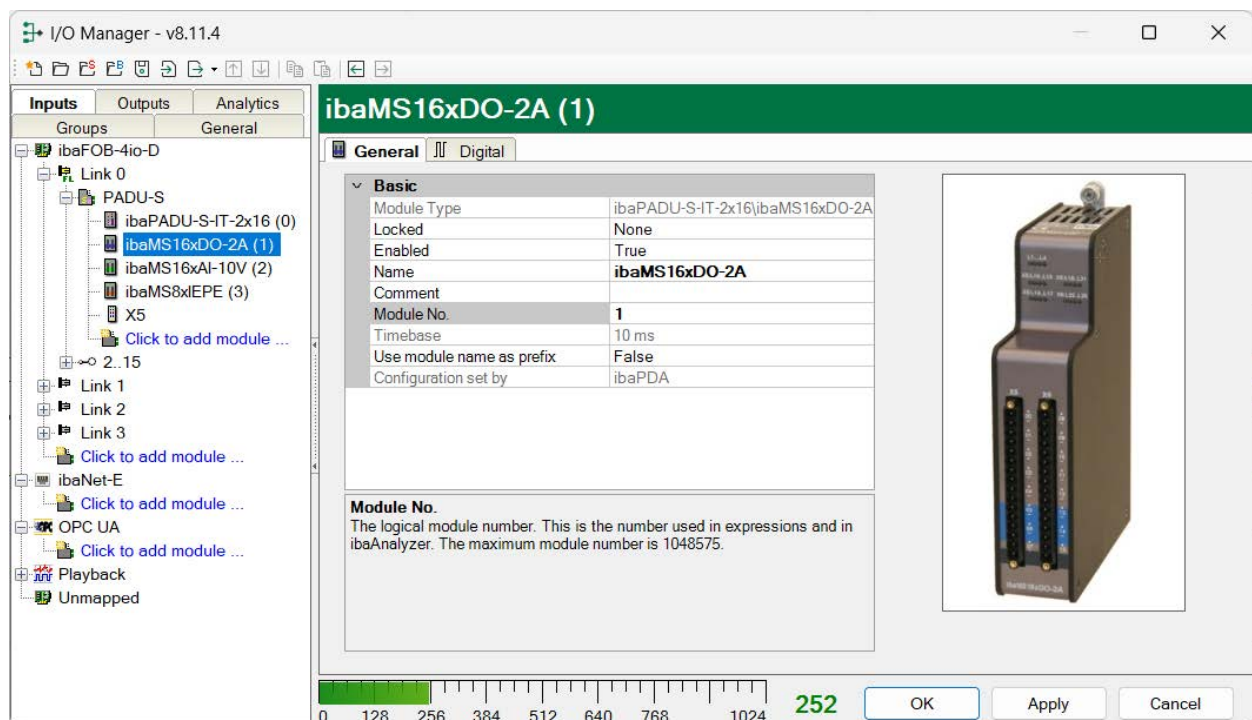 I/O Manager - v8.11.4
Inputs Outputs Analytics
Groups General
ibaFOB-4io-D
Link 0
PADU-S
ibaPADU-S-IT-2x16 (0)
ibaMS16xDO-2A (1)
ibaMS16xAI-10V (2)
ibaMS8xIEPE (3)
X5
Click to add module ...
2..15
Link 1
Link 2
Link 3
Click to add module ...
ibaNet-E
Click to add module ...
OPC UA
Click to add module ...
Playback
Unmapped
ibaMS16xDO-2A (1)
General Digital
Basic
Module Type ibaPADU-S-IT-2x16\ibaMS16xDO-2A
Locked None
Enabled True
Name ibaMS16xDO-2A
Comment
Module No. 1
Timebase 10 ms
Use module name as prefix False
Configuration set by ibaPDA
Module No.
The logical module number. This is the number used in expressions and in
ibaAnalyzer. The maximum module number is 1048575.
ibaMS16xDO-2A
0 128 256 384 512 640 768 1024
252
OK Apply Cancel